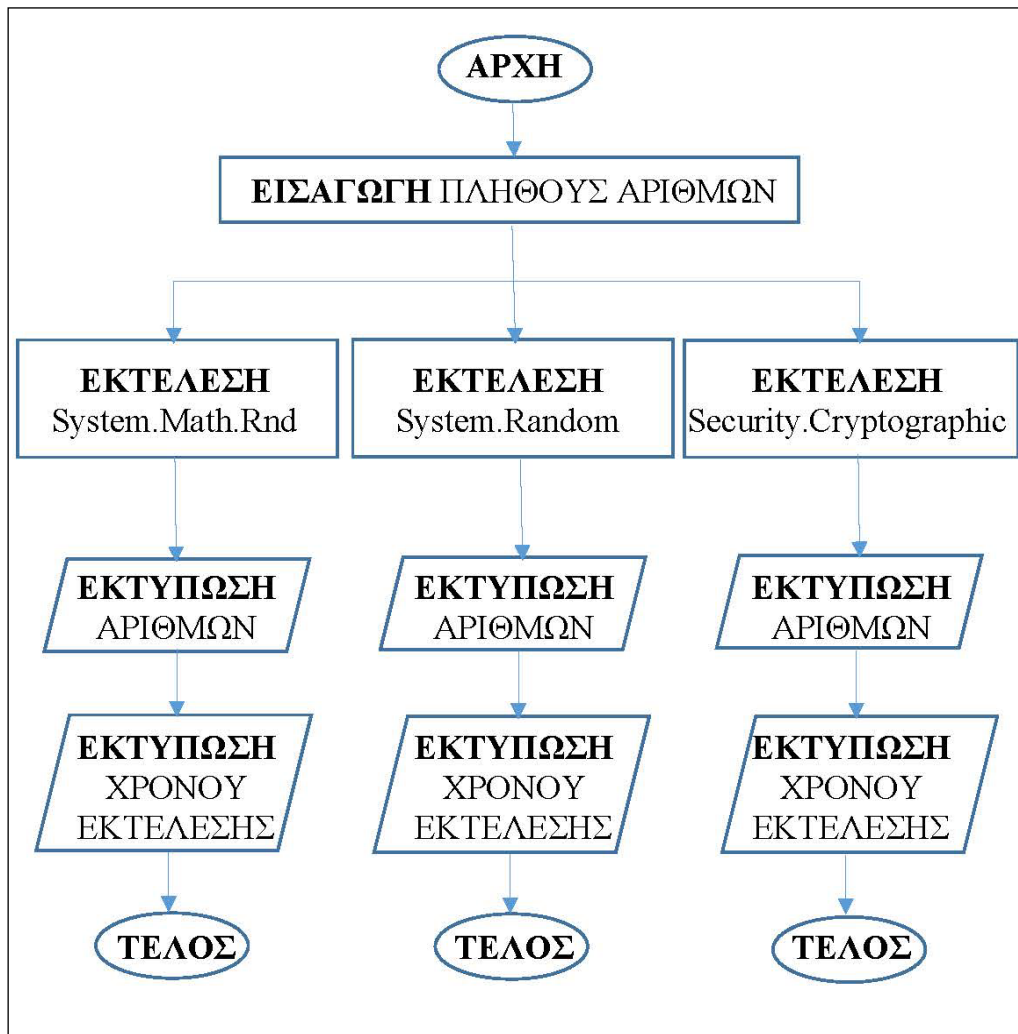 ΑΡΧΗ
ΕΙΣΑΓΩΓΗ ΠΛΗΘΟΥΣ ΑΡΙΘΜΩΝ
ΕΚΤΕΛΕΣΗ
System.Math.Rnd
ΕΚΤΕΛΕΣΗ
System.Random
ΕΚΤΕΛΕΣΗ
Security.Cryptographic
ΕΚΤΥΠΩΣΗ
ΑΡΙΘΜΩΝ
ΕΚΤΥΠΩΣΗ
ΑΡΙΘΜΩΝ
ΕΚΤΥΠΩΣΗ
ΑΡΙΘΜΩΝ
ΕΚΤΥΠΩΣΗ
ΧΡΟΝΟΥ
ΕΚΤΕΛΕΣΗΣ
ΕΚΤΥΠΩΣΗ
ΧΡΟΝΟΥ
ΕΚΤΕΛΕΣΗΣ
ΕΚΤΥΠΩΣΗ
ΧΡΟΝΟΥ
ΕΚΤΕΛΕΣΗΣ
ΤΕΛΟΣ
ΤΕΛΟΣ
ΤΕΛΟΣ